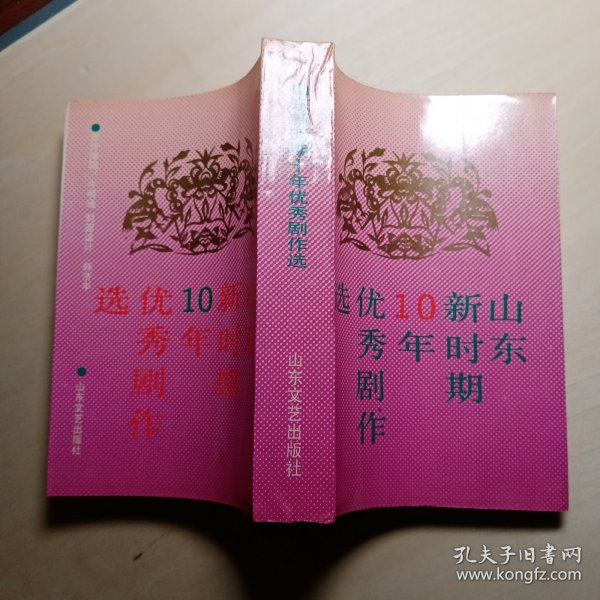 山东
新时期
10年
优秀剧作
选
年优秀剧作选
山东文艺出版社
新时期
10年
优秀剧作
选
山东文艺出版社
孔夫子旧书网
www.kongfz.com